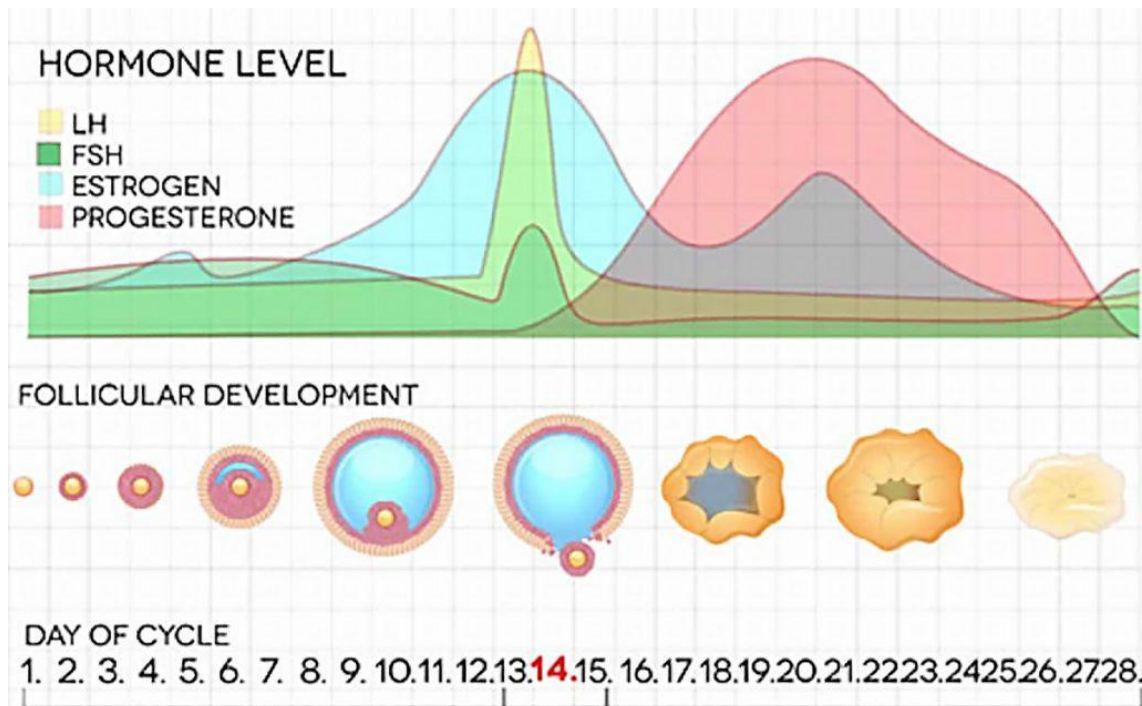 HORMONE LEVEL
LH
FSH
ESTROGEN
PROGESTERONE
FOLLICULAR DEVELOPMENT
DAY OF CYCLE
1. 2. 3. 4. 5. 6. 7. 8. 9. 10. 11. 12. 13. 14. 15. 16. 17. 18. 19. 20. 21. 22. 23. 24 25. 26. 27. 28.